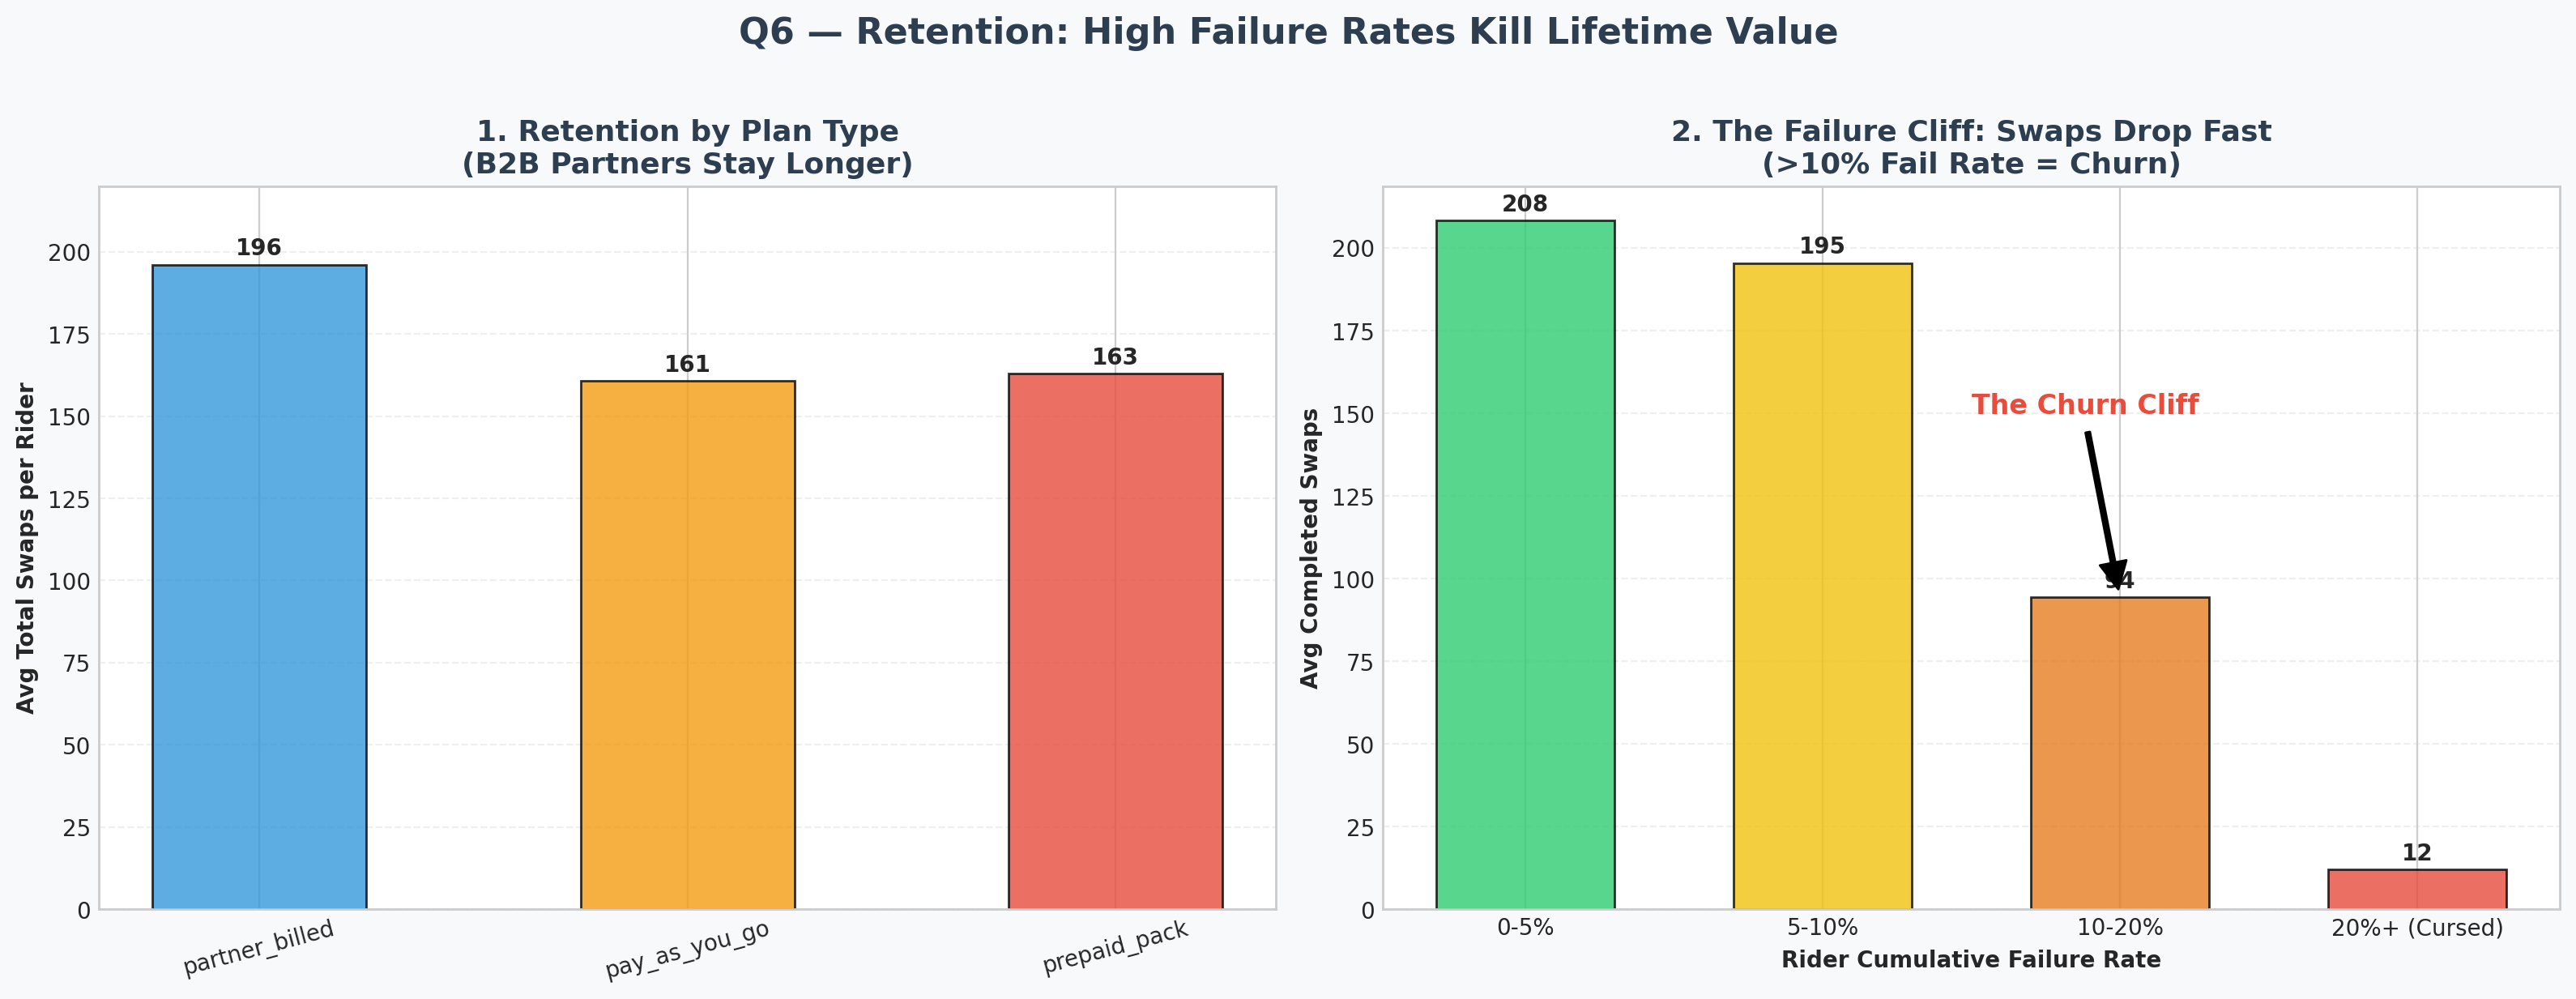 Q6 — Retention: High Failure Rates Kill Lifetime Value
1. Retention by Plan Type
(B2B Partners Stay Longer)
Avg Total Swaps per Rider
200
175
150
125
100
75
50
25
0
196
161
163
partner_billed
pay_as_you_go
prepaid_pack
2. The Failure Cliff: Swaps Drop Fast
(>10% Fail Rate = Churn)
Avg Completed Swaps
200
175
150
125
100
75
50
25
0
208
195
The Churn Cliff
94
12
0-5%
5-10%
10-20%
20%+ (Cursed)
Rider Cumulative Failure Rate